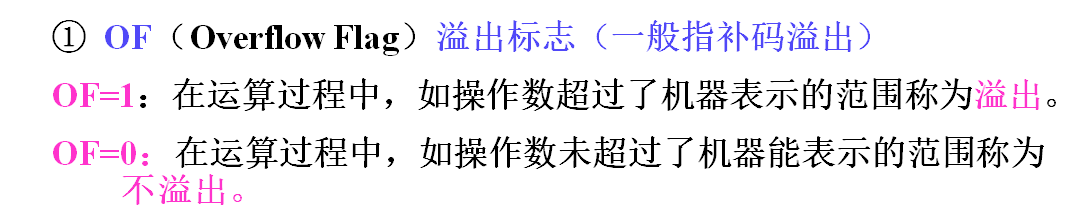 ① OF（Overflow Flag）溢出标志（一般指补码溢出）
OF=1：在运算过程中，如操作数超过了机器表示的范围称为溢出。
OF=0：在运算过程中，如操作数未超过了机器能表示的范围称为
不溢出。